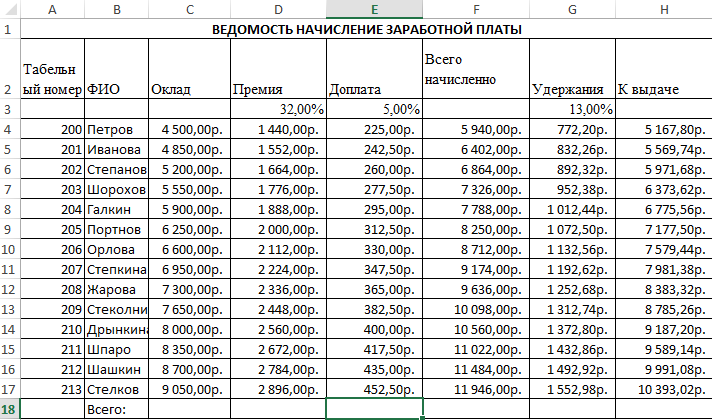 A B C D E F G H
1 ВЕДОМОСТЬ НАЧИСЛЕНИЕ ЗАРАБОТНОЙ ПЛАТЫ
2 Табельн ый номер ФИО Оклад Премия Доплата Всего начисленно Удержания К выдаче
3 32,00% 5,00% 13,00%
4 200 Петров 4 500,00р. 1 440,00р. 225,00р. 5 940,00р. 772,20р. 5 167,80р.
5 201 Иванова 4 850,00р. 1 552,00р. 242,50р. 6 402,00р. 832,26р. 5 569,74р.
6 202 Степанов 5 200,00р. 1 664,00р. 260,00р. 6 864,00р. 892,32р. 5 971,68р.
7 203 Шорохов 5 550,00р. 1 776,00р. 277,50р. 7 326,00р. 952,38р. 6 373,62р.
8 204 Галкин 5 900,00р. 1 888,00р. 295,00р. 7 788,00р. 1 012,44р. 6 775,56р.
9 205 Портнов 6 250,00р. 2 000,00р. 312,50р. 8 250,00р. 1 072,50р. 7 177,50р.
10 206 Орлова 6 600,00р. 2 112,00р. 330,00р. 8 712,00р. 1 132,56р. 7 579,44р.
11 207 Степкина 6 950,00р. 2 224,00р. 347,50р. 9 174,00р. 1 192,62р. 7 981,38р.
12 208 Жарова 7 300,00р. 2 336,00р. 365,00р. 9 636,00р. 1 252,68р. 8 383,32р.
13 209 Стеколни 7 650,00р. 2 448,00р. 382,50р. 10 098,00р. 1 312,74р. 8 785,26р.
14 210 Дрынкина 8 000,00р. 2 560,00р. 400,00р. 10 560,00р. 1 372,80р. 9 187,20р.
15 211 Шпаро 8 350,00р. 2 672,00р. 417,50р. 11 022,00р. 1 432,86р. 9 589,14р.
16 212 Шашкин 8 700,00р. 2 784,00р. 435,00р. 11 484,00р. 1 492,92р. 9 991,08р.
17 213 Стелков 9 050,00р. 2 896,00р. 452,50р. 11 946,00р. 1 552,98р. 10 393,02р.
18 Всего: